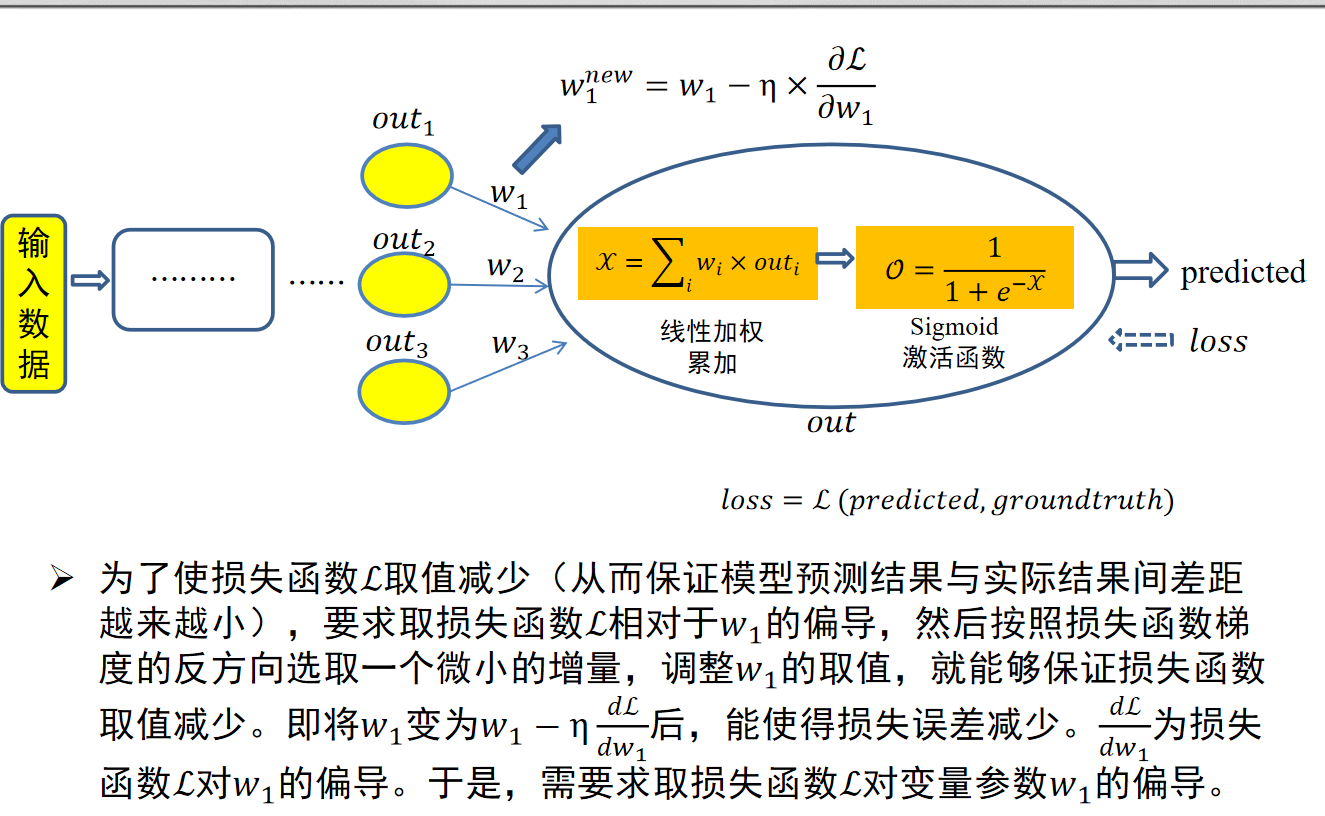 w₁ⁿᵉʷ = w₁ − η × ∂ℒ/∂w₁
out₁
w₁
输入数据
………
……
out₂
w₂
𝒳 = ∑ᵢ wᵢ × outᵢ
𝒪 = 1/(1 + e^−𝒳)
predicted
out₃
w₃
线性加权
累加
Sigmoid
激活函数
loss
out
loss = ℒ (predicted, groundtruth)
➢ 为了使损失函数ℒ取值减少（从而保证模型预测结果与实际结果间差距
越来越小），要求取损失函数ℒ相对于w₁的偏导，然后按照损失函数梯
度的反方向选取一个微小的增量，调整w₁的取值，就能够保证损失函数
取值减少。即将w₁变为w₁ − η dℒ/dw₁后，能使得损失误差减少。dℒ/dw₁为损失
函数ℒ对w₁的偏导。于是，需要求取损失函数ℒ对变量参数w₁的偏导。